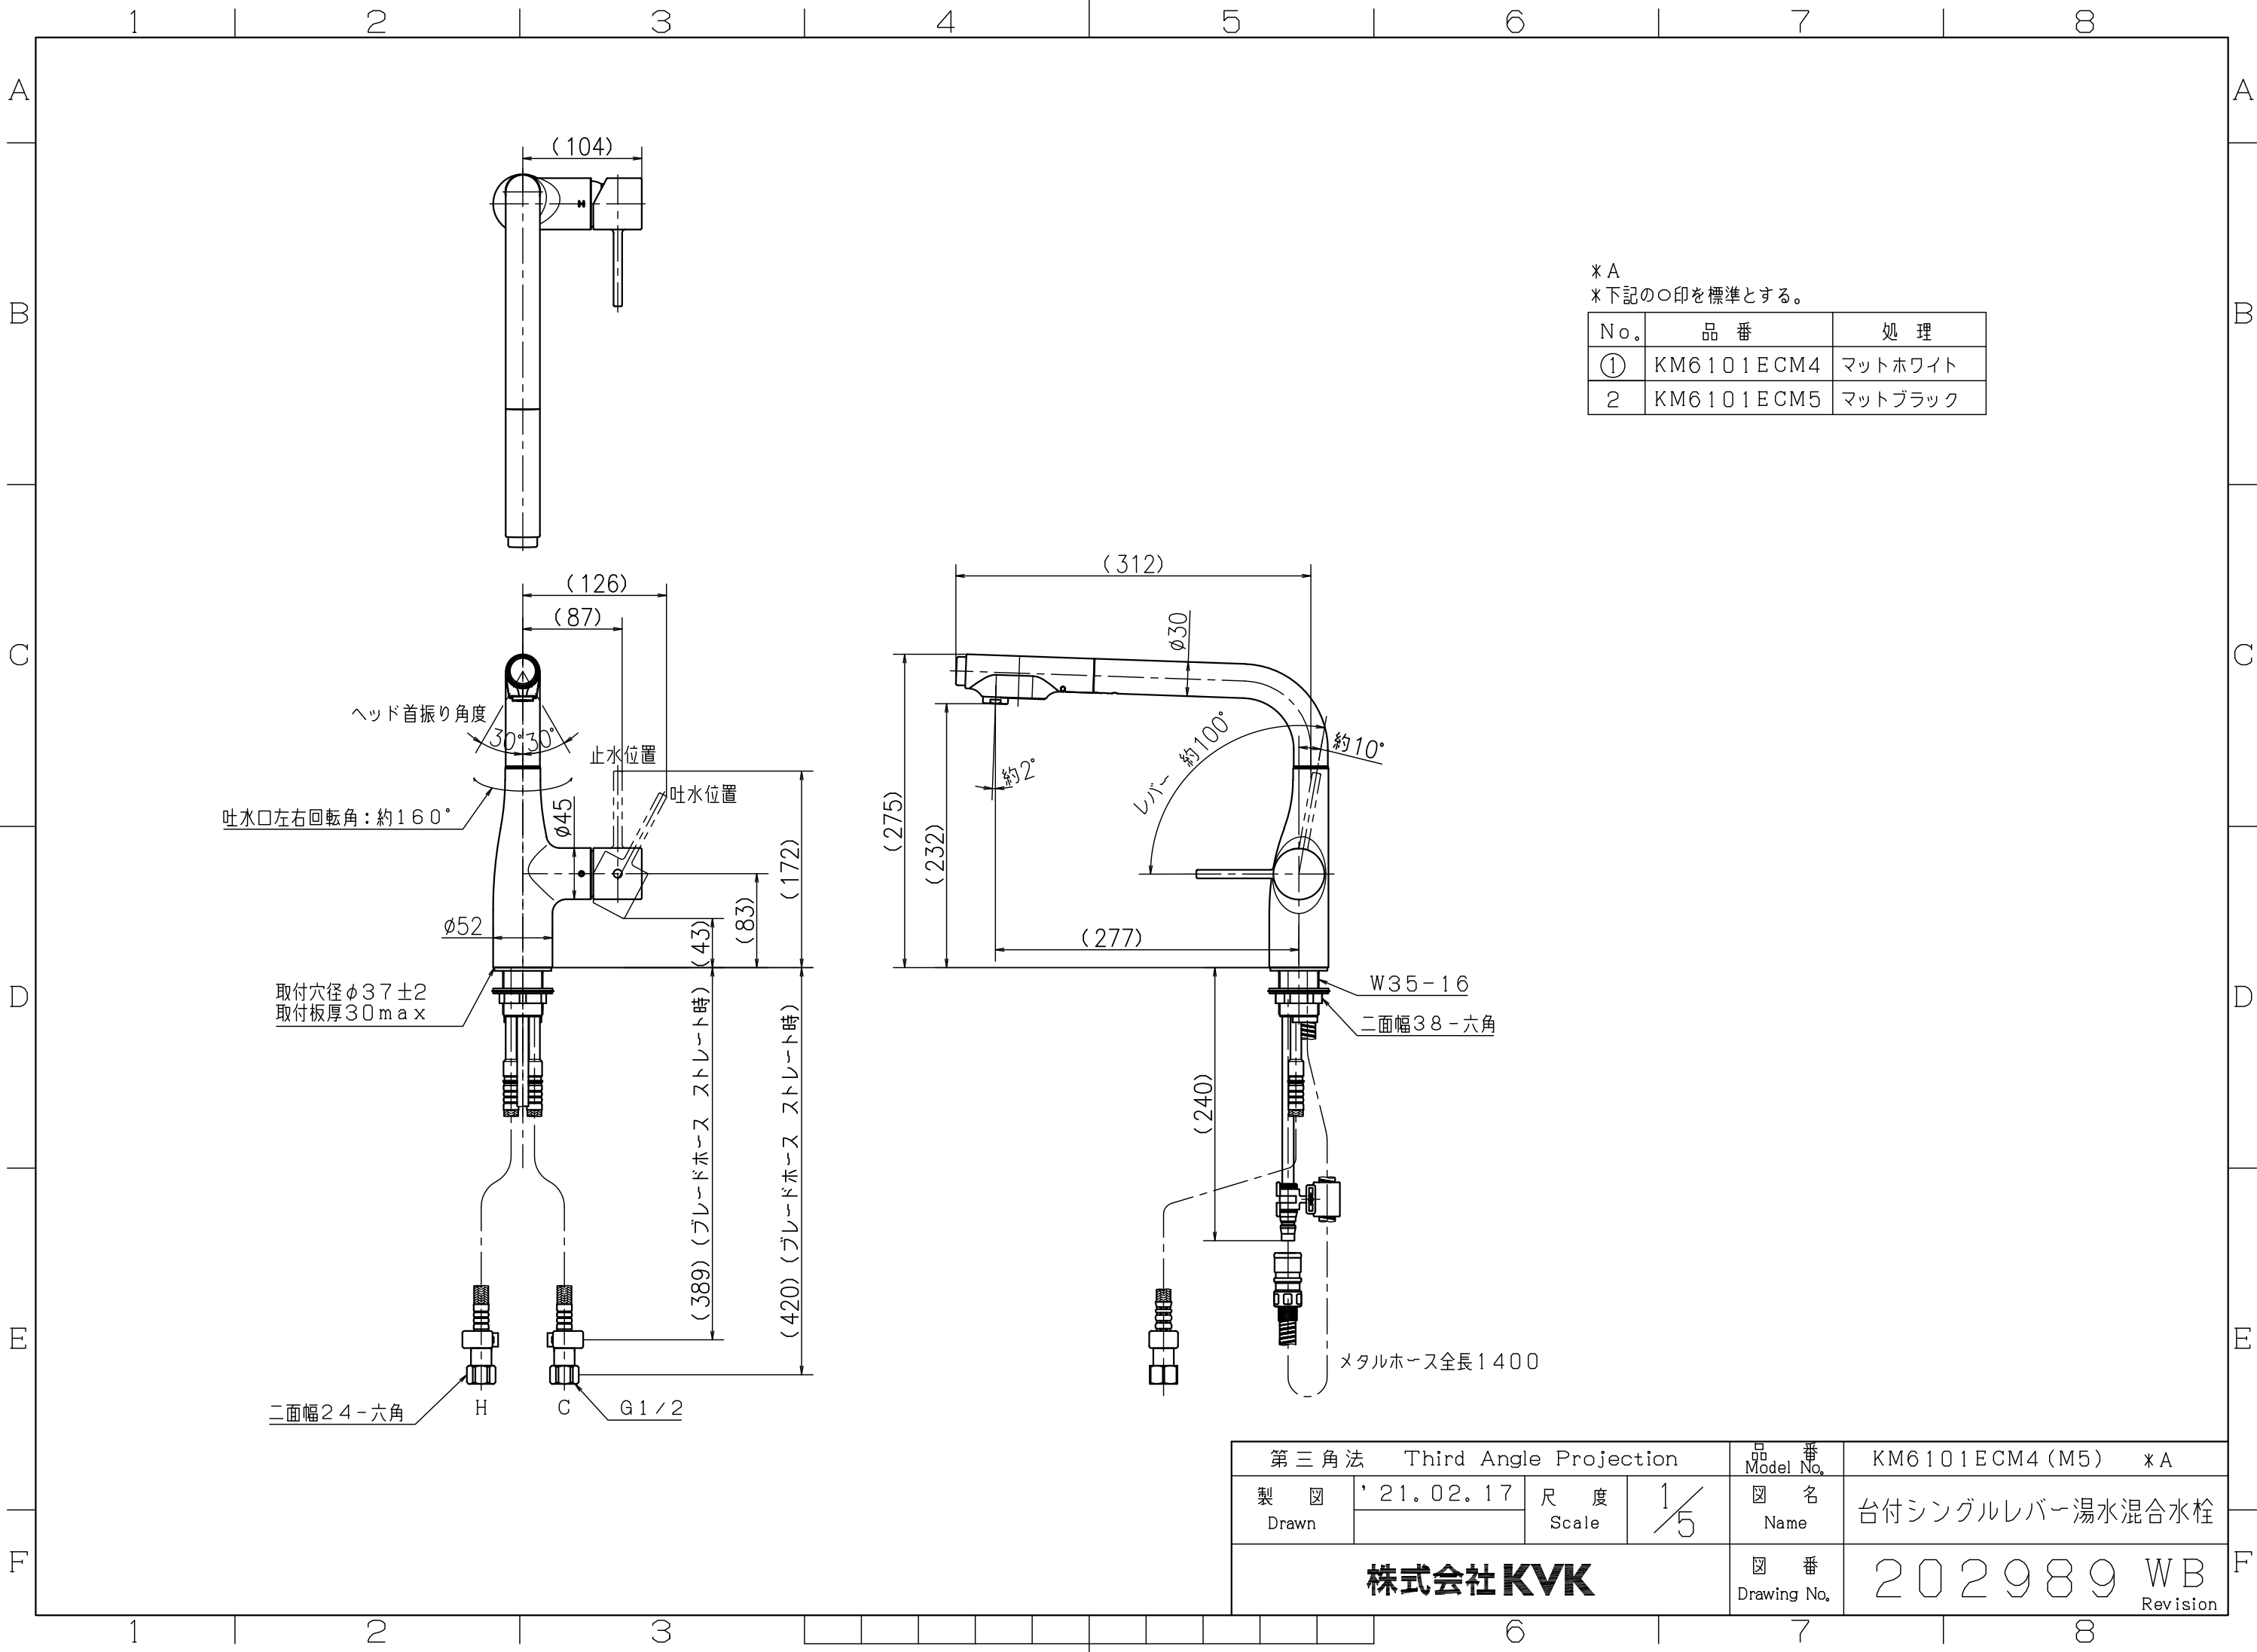 1 2 3 4 5 6 7 8
A A
B B
C C
D D
E E
F F
(104)
*A
*下記の○印を標準とする。
No. 品番 処理
① KM6101ECM4 マットホワイト
2 KM6101ECM5 マットブラック
H
(126)
(87)
ヘッド首振り角度
30° 30°
止水位置
吐水位置
吐水口左右回転角：約160°
φ45
(172)
(83)
(43)
φ52
取付穴径φ37±2
取付板厚30max
(389)(ブレードホース ストレート時)
(420)(ブレードホース ストレート時)
二面幅24-六角
H
C
G1/2
(312)
φ30
約10°
レバー 約100°
約2°
(275)
(232)
(277)
W35-16
二面幅38-六角
(240)
メタルホース全長1400
第三角法 Third Angle Projection
品番 Model No. KM6101ECM4(M5) *A
製図 Drawn '21.02.17
尺度 Scale 1/5
図名 Name 台付シングルレバー湯水混合水栓
株式会社KVK
図番 Drawing No. 202989 WB
Revision
1 2 3 6 7 8